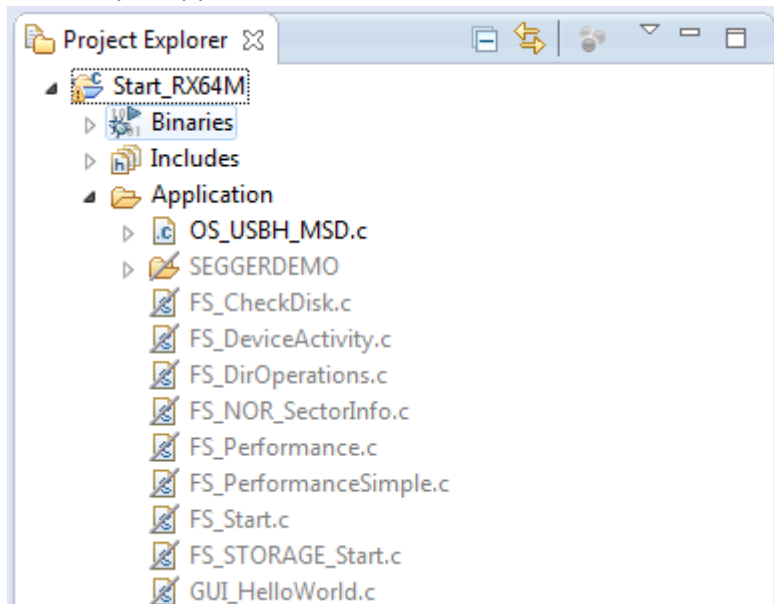 Project Explorer
Start_RX64M
Binaries
Includes
Application
OS_USBH_MSD.c
SEGGERDEMO
FS_CheckDisk.c
FS_DeviceActivity.c
FS_DirOperations.c
FS_NOR_SectorInfo.c
FS_Performance.c
FS_PerformanceSimple.c
FS_Start.c
FS_STORAGE_Start.c
GUI_HelloWorld.c